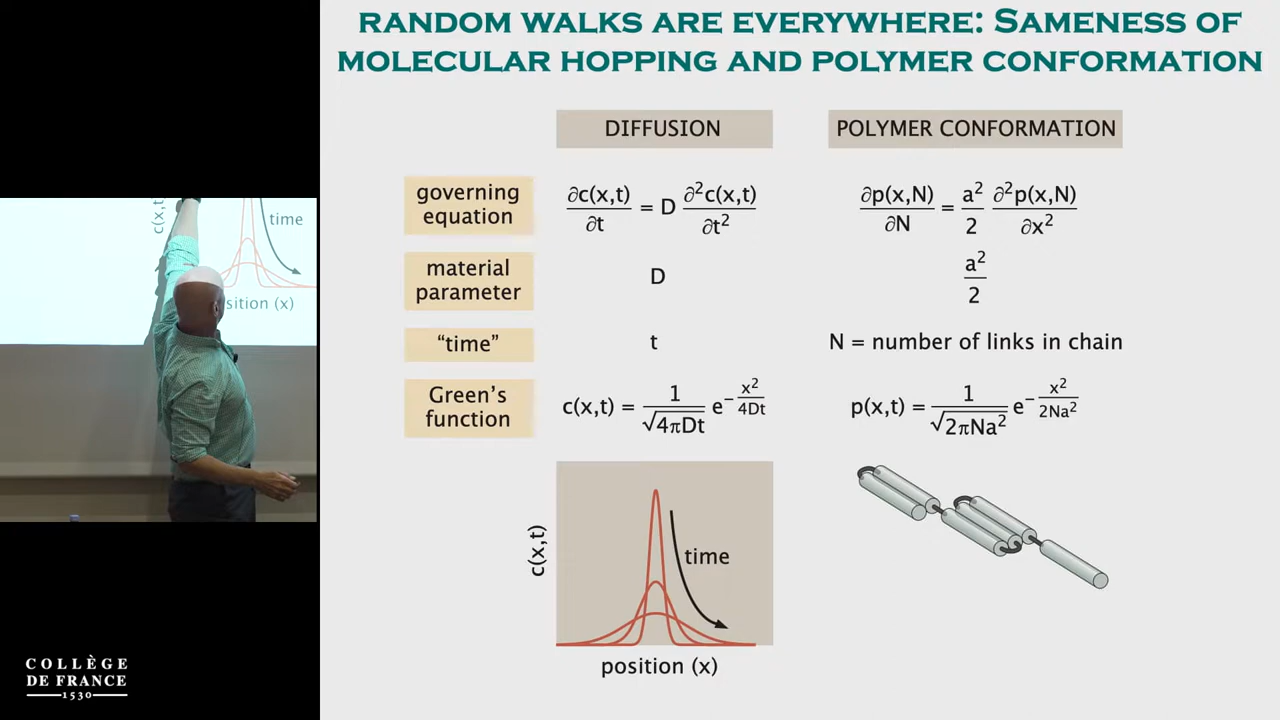 RANDOM WALKS ARE EVERYWHERE: SAMENESS OF
MOLECULAR HOPPING AND POLYMER CONFORMATION
DIFFUSION
POLYMER CONFORMATION
governing
equation
∂c(x,t)/∂t = D ∂²c(x,t)/∂t²
∂p(x,N)/∂N = a²/2 ∂²p(x,N)/∂x²
material
parameter
D
a²/2
“time”
t
N = number of links in chain
Green’s
function
c(x,t) = 1/√4πDt e^-x²/4Dt
p(x,t) = 1/√2πNa² e^-x²/2Na²
c(x,t)
time
position (x)
c(x,t)
time
sition (x)
COLLÈGE
DE FRANCE
1530